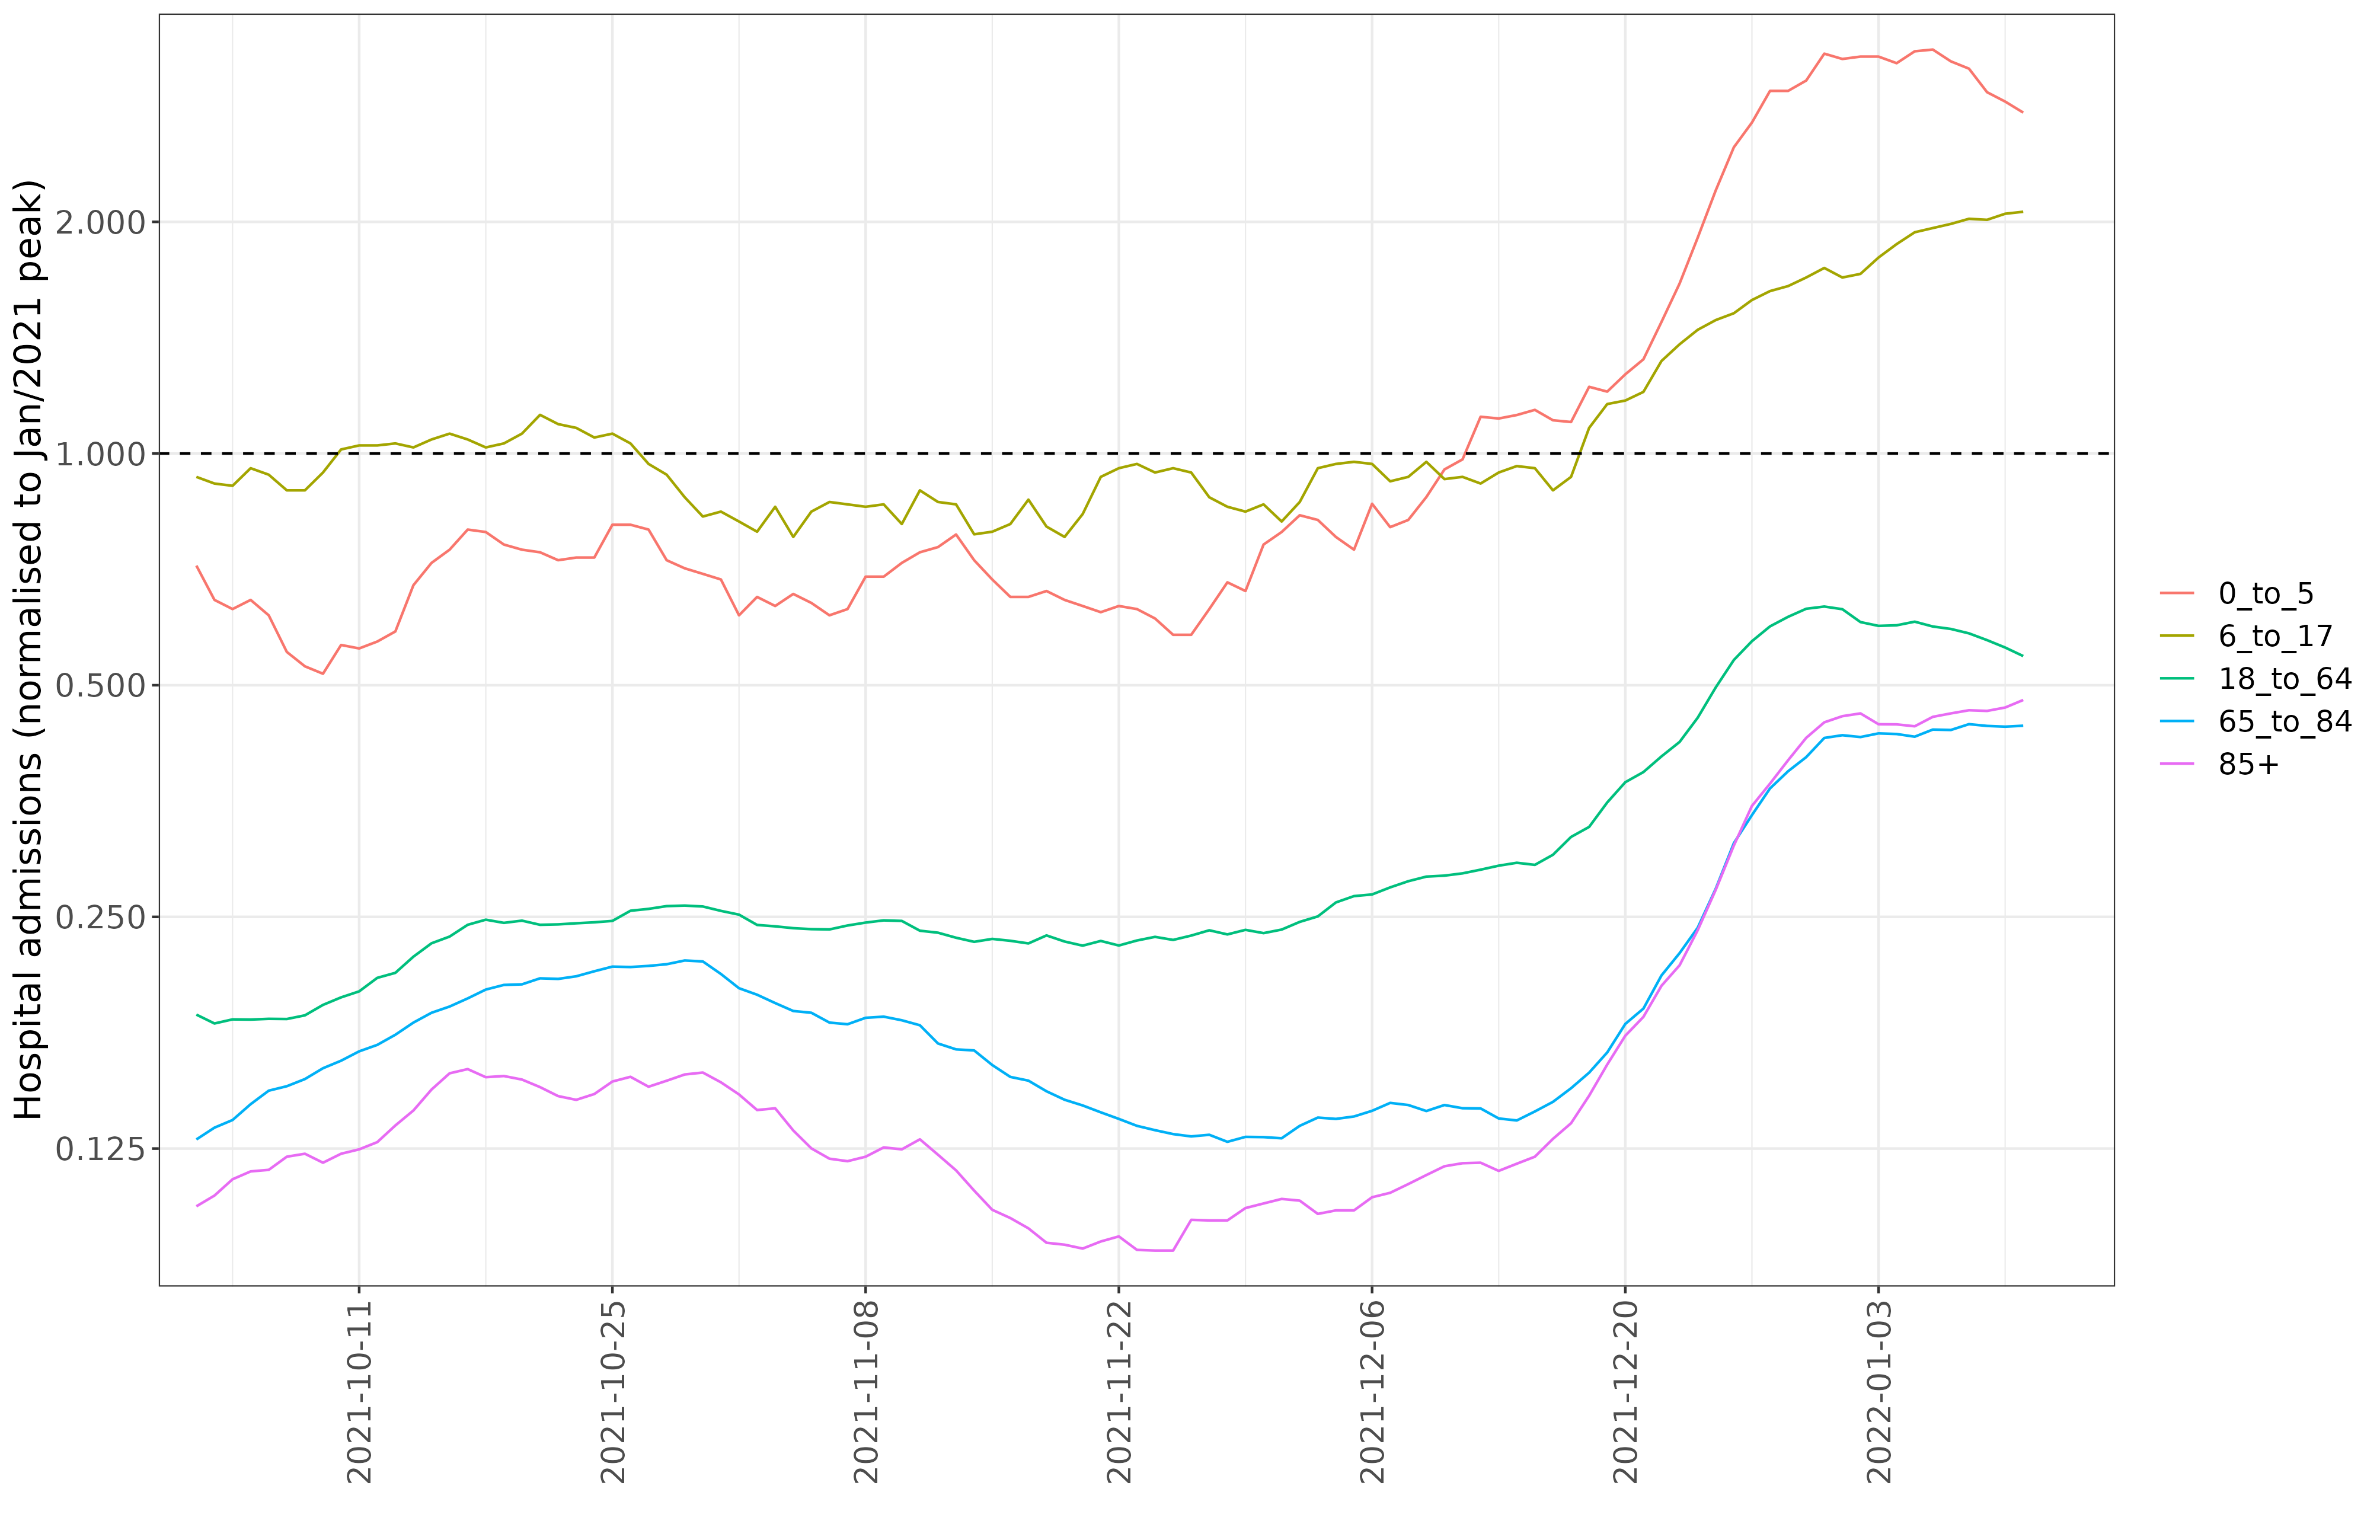 Hospital admissions (normalised to Jan/2021 peak)
2.000
1.000
0.500
0.250
0.125
2021-10-11
2021-10-25
2021-11-08
2021-11-22
2021-12-06
2021-12-20
2022-01-03
0_to_5
6_to_17
18_to_64
65_to_84
85+